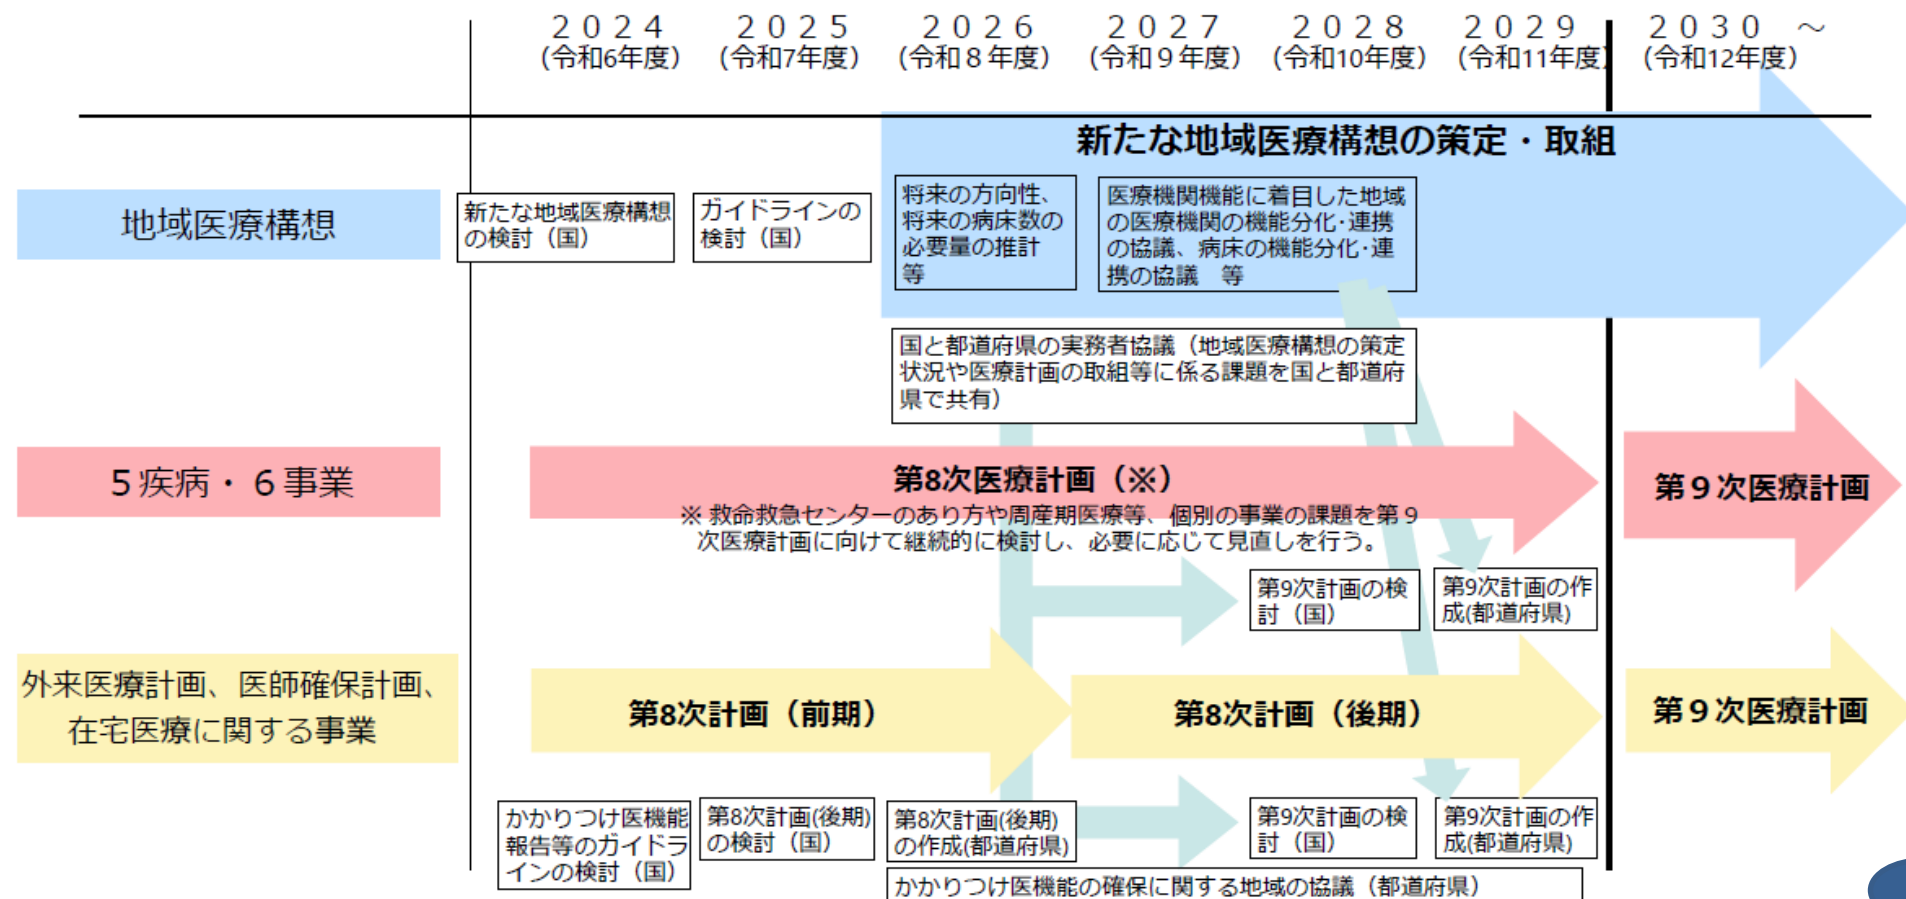 ２０２４
(令和6年度)
２０２５
(令和7年度)
２０２６
(令和８年度)
２０２７
(令和９年度)
２０２８
(令和10年度)
２０２９
(令和11年度)
２０３０　～
(令和12年度)
新たな地域医療構想の策定・取組
地域医療構想
新たな地域医療構想
の検討（国）
ガイドラインの
検討（国）
将来の方向性、
将来の病床数の
必要量の推計
等
医療機関機能に着目した地域
の医療機関の機能分化･連携
の協議、病床の機能分化･連
携の協議　等
国と都道府県の実務者協議（地域医療構想の策定
状況や医療計画の取組等に係る課題を国と都道府
県で共有）
５疾病・６事業
第8次医療計画（※）
※ 救命救急センターのあり方や周産期医療等、個別の事業の課題を第９
次医療計画に向けて継続的に検討し、必要に応じて見直しを行う。
第９次医療計画
第9次計画の検
討（国）
第9次計画の作
成(都道府県)
外来医療計画、医師確保計画、
在宅医療に関する事業
第8次計画（前期）
第8次計画（後期）
第９次医療計画
かかりつけ医機能
報告等のガイドラ
インの検討（国）
第8次計画(後期)
の検討（国）
第8次計画(後期)
の作成(都道府県)
第9次計画の検
討（国）
第9次計画の作
成(都道府県)
かかりつけ医機能の確保に関する地域の協議（都道府県）